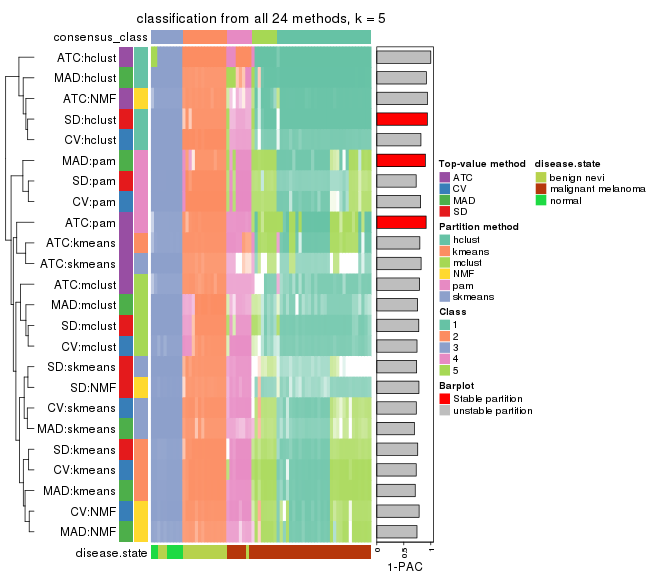 classification from all 24 methods, k = 5
consensus_class
ATC:hclust
MAD:hclust
ATC:NMF
SD:hclust
CV:hclust
MAD:pam
SD:pam
CV:pam
ATC:pam
ATC:kmeans
ATC:skmeans
ATC:mclust
MAD:mclust
SD:mclust
CV:mclust
SD:skmeans
SD:NMF
CV:skmeans
MAD:skmeans
SD:kmeans
CV:kmeans
MAD:kmeans
CV:NMF
MAD:NMF
disease.state
0
0.5
1
1-PAC
Top-value method
ATC
CV
MAD
SD
Partition method
hclust
kmeans
mclust
NMF
pam
skmeans
Class
1
2
3
4
5
Barplot
Stable partition
unstable partition
disease.state
benign nevi
malignant melanoma
normal